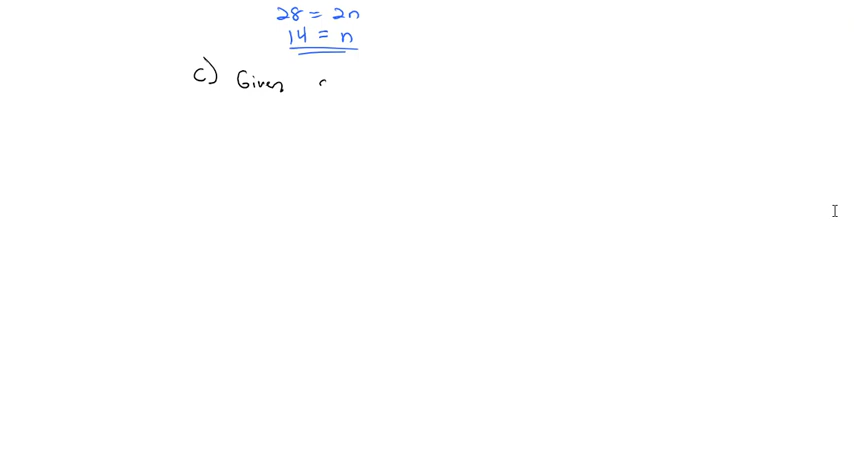 28 = 2n
14 = n
c) Given